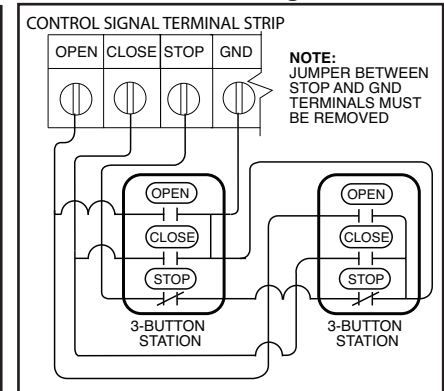 CONTROL SIGNAL TERMINAL STRIP
OPEN CLOSE STOP GND
NOTE:
JUMPER BETWEEN
STOP AND GND
TERMINALS MUST
BE REMOVED
OPEN
CLOSE
STOP
3-BUTTON
STATION
OPEN
CLOSE
STOP
3-BUTTON
STATION